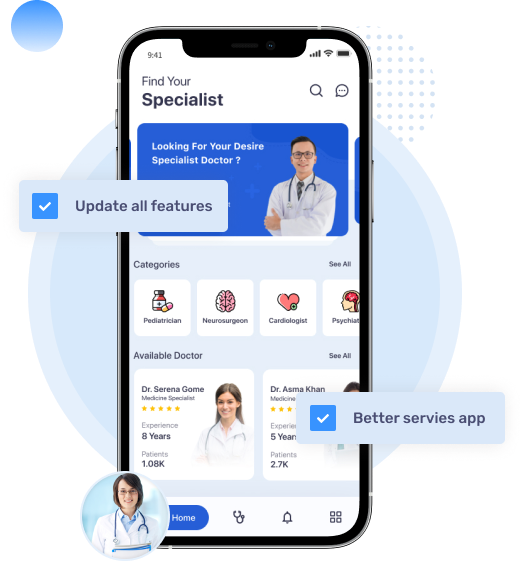 9:41
Find Your
Specialist
Looking For Your Desire
Specialist Doctor ?
Update all features
Categories See All
Pediatrician Neurosurgeon Cardiologist Psychiat
Available Doctor See All
Dr. Serena Gome
Medicine Specialist
Experience
8 Years
Patients
1.08K
Dr. Asma Khan
Medicine
Better servies app
Experie
5 Year
Patients
2.7K
Home